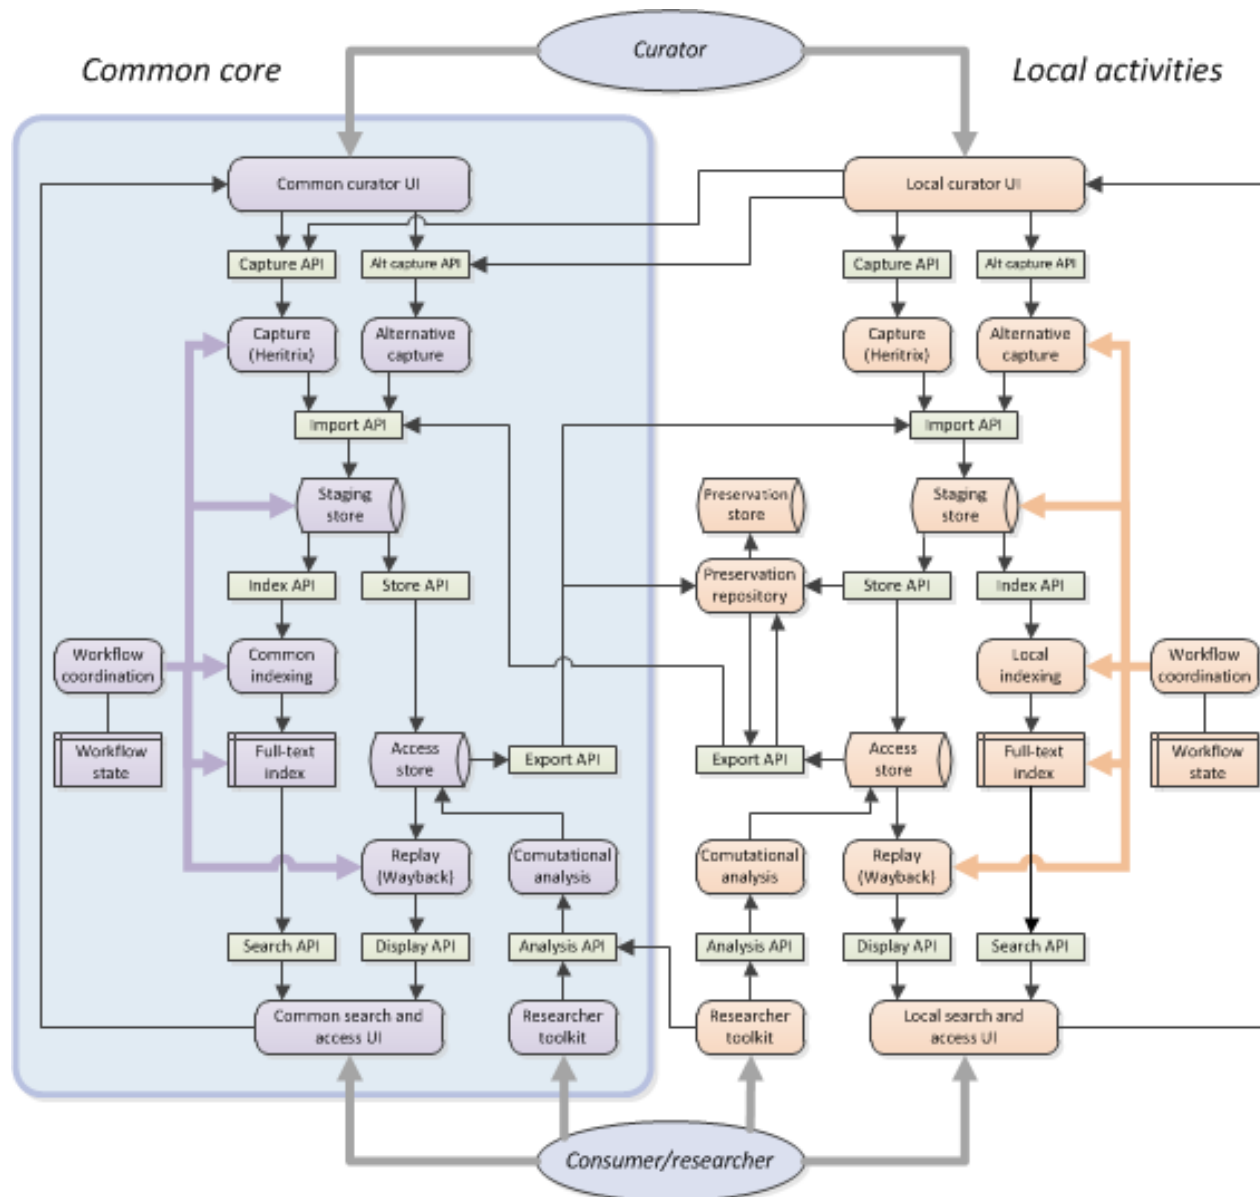 Curator
Common core
Local activities
Common curator UI
Local curator UI
Capture API
Alt capture API
Capture API
Alt capture API
Capture
(Heritrix)
Alternative
capture
Capture
(Heritrix)
Alternative
capture
Import API
Import API
Staging
store
Preservation
store
Staging
store
Index API
Store API
Preservation
repository
Store API
Index API
Workflow
coordination
Common
indexing
Local
indexing
Workflow
coordination
Workflow
state
Full-text
index
Access
store
Export API
Export API
Access
store
Full-text
index
Workflow
state
Replay
(Wayback)
Comutational
analysis
Comutational
analysis
Replay
(Wayback)
Search API
Display API
Analysis API
Analysis API
Display API
Search API
Common search and
access UI
Researcher
toolkit
Researcher
toolkit
Local search and
access UI
Consumer/researcher